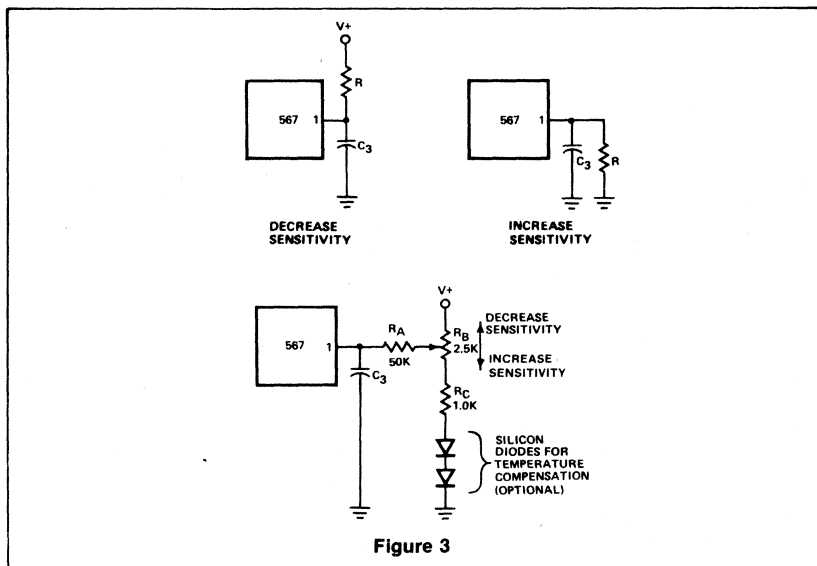 V+
R
567 1
C3
DECREASE
SENSITIVITY
567 1
C3
R
INCREASE
SENSITIVITY
V+
DECREASE
SENSITIVITY
RA
RB
567 1
50K
2.5K
INCREASE
SENSITIVITY
C3
RC
1.0K
SILICON
DIODES FOR
TEMPERATURE
COMPENSATION
(OPTIONAL)
Figure 3